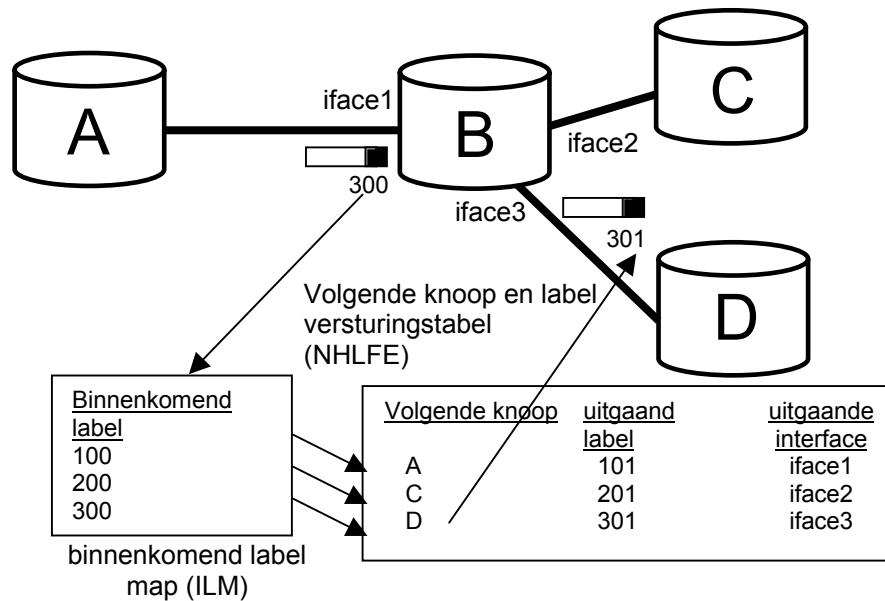 A
iface1
B
iface2
C
300
iface3
301
D
Volgende knoop en label
versturingstabel
(NHLFE)
Binnenkomend
label
100
200
300
binnenkomend label
map (ILM)
Volgende knoop uitgaand uitgaande
label interface
A 101 iface1
C 201 iface2
D 301 iface3